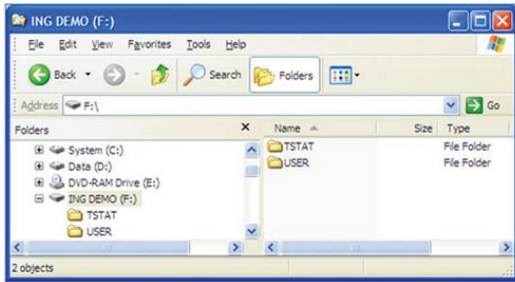 ING DEMO (F:)
File Edit View Favorites Tools Help
Back Search Folders
Address F:\ Go
Folders x Name Size Type
System (C:)
Data (D:)
DVD-RAM Drive (E:)
ING DEMO (F:)
TSTAT
USER
TSTAT File Folder
USER File Folder
2 objects